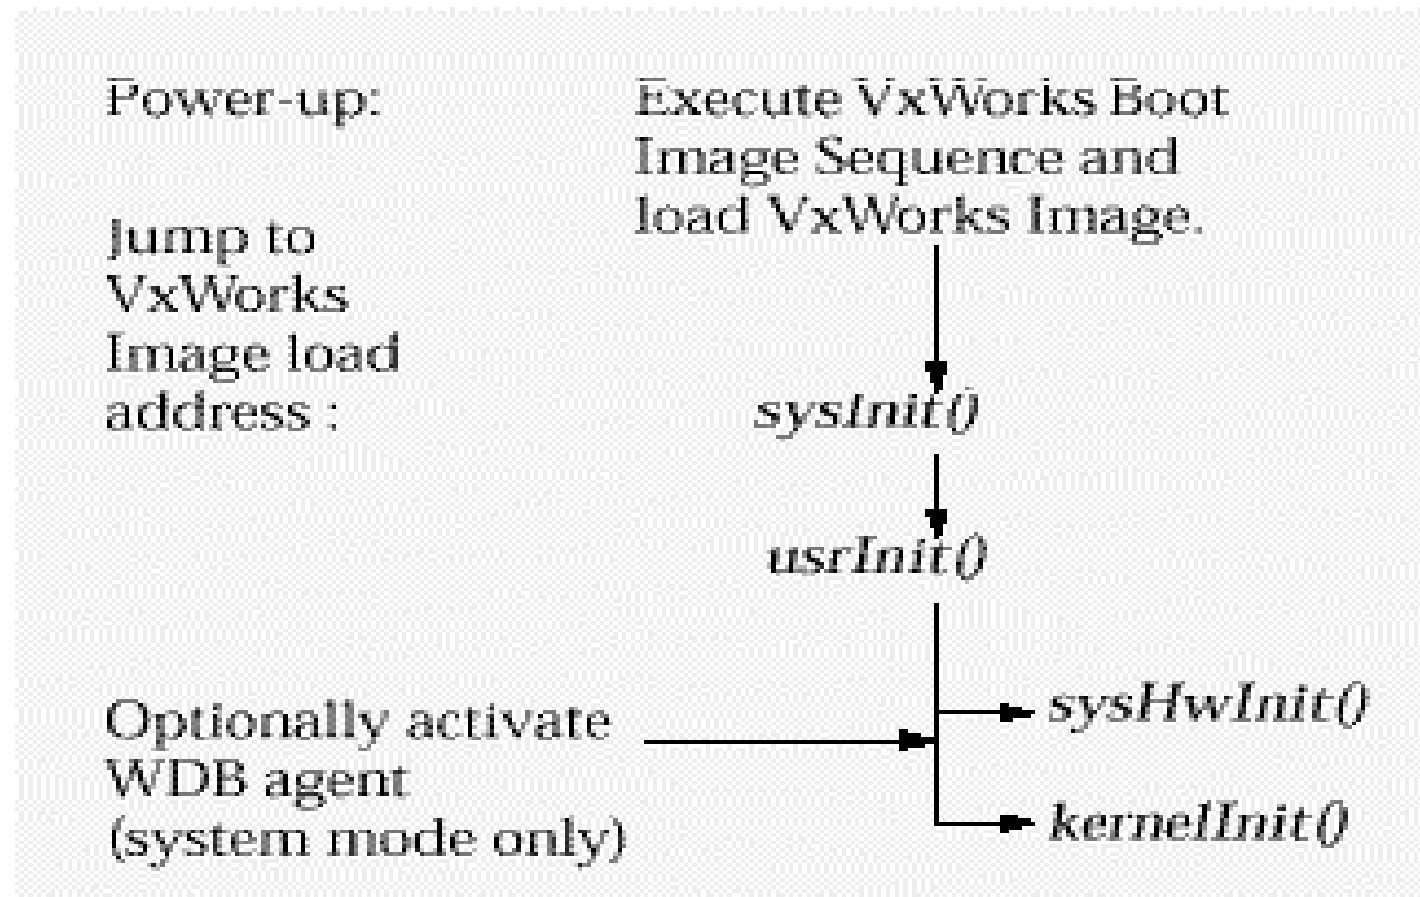 Power-up:
Execute VxWorks Boot
Image Sequence and
load VxWorks Image.
Jump to
VxWorks
Image load
address :
sysInit()
usrInit()
Optionally activate
WDB agent
(system mode only)
sysHwInit()
kernelInit()